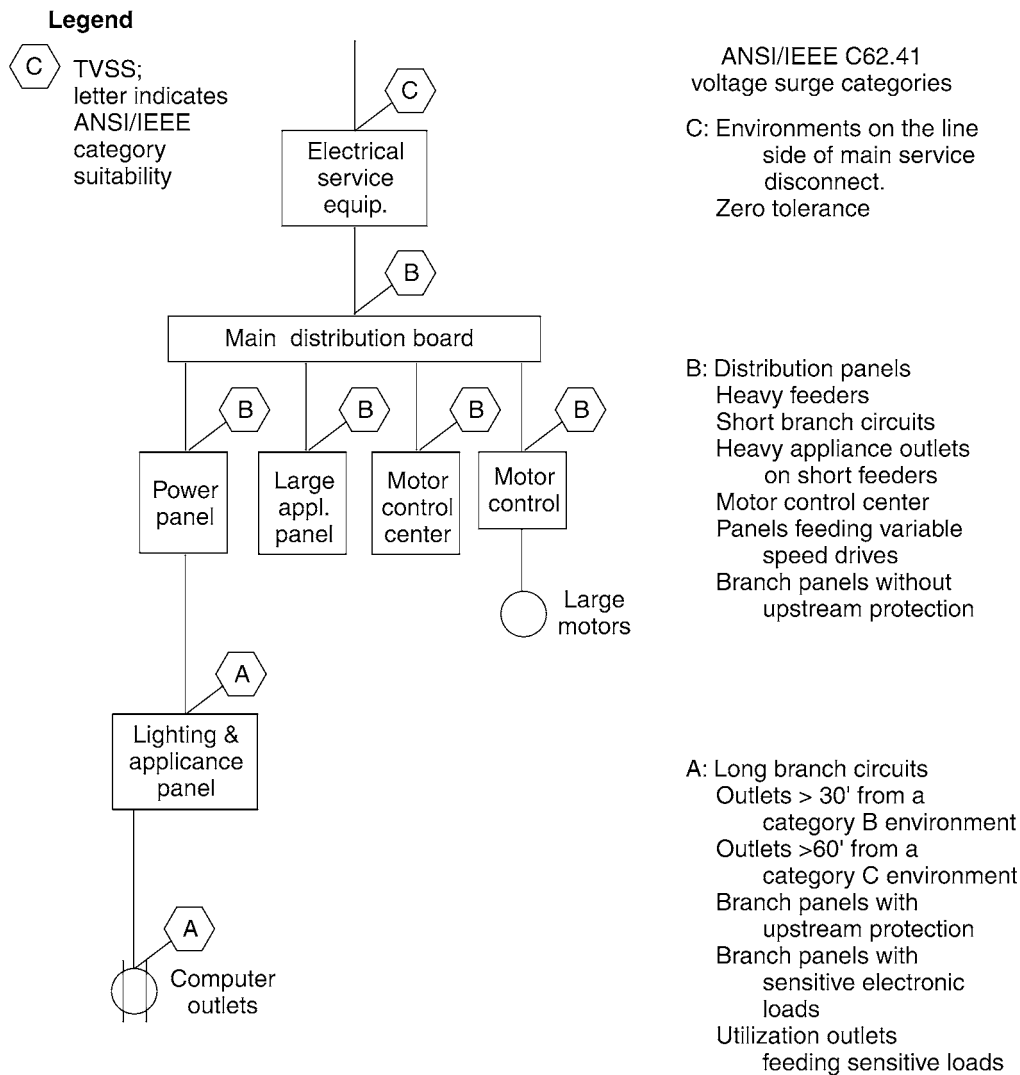 Legend
C
TVSS;
letter indicates
ANSI/IEEE
category
suitability
C
Electrical
service
equip.
B
Main distribution board
B
B
B
B
Power
panel
Large
appl.
panel
Motor
control
center
Motor
control
Large
motors
A
Lighting &
applicance
panel
A
Computer
outlets
ANSI/IEEE C62.41
voltage surge categories
C: Environments on the line
side of main service
disconnect.
Zero tolerance
B: Distribution panels
Heavy feeders
Short branch circuits
Heavy appliance outlets
on short feeders
Motor control center
Panels feeding variable
speed drives
Branch panels without
upstream protection
A: Long branch circuits
Outlets > 30' from a
category B environment
Outlets >60' from a
category C environment
Branch panels with
upstream protection
Branch panels with
sensitive electronic
loads
Utilization outlets
feeding sensitive loads